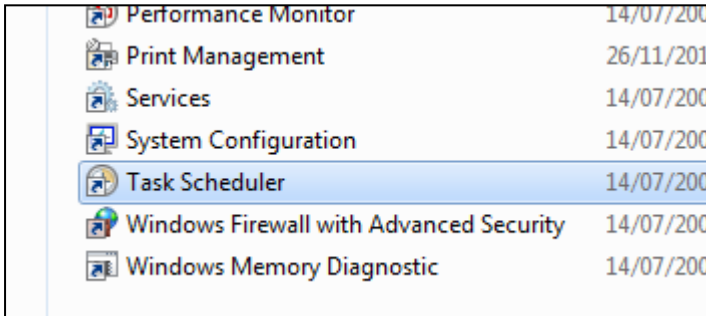 Performance Monitor 14/07/200
Print Management 26/11/201
Services 14/07/200
System Configuration 14/07/200
Task Scheduler 14/07/200
Windows Firewall with Advanced Security 14/07/200
Windows Memory Diagnostic 14/07/200